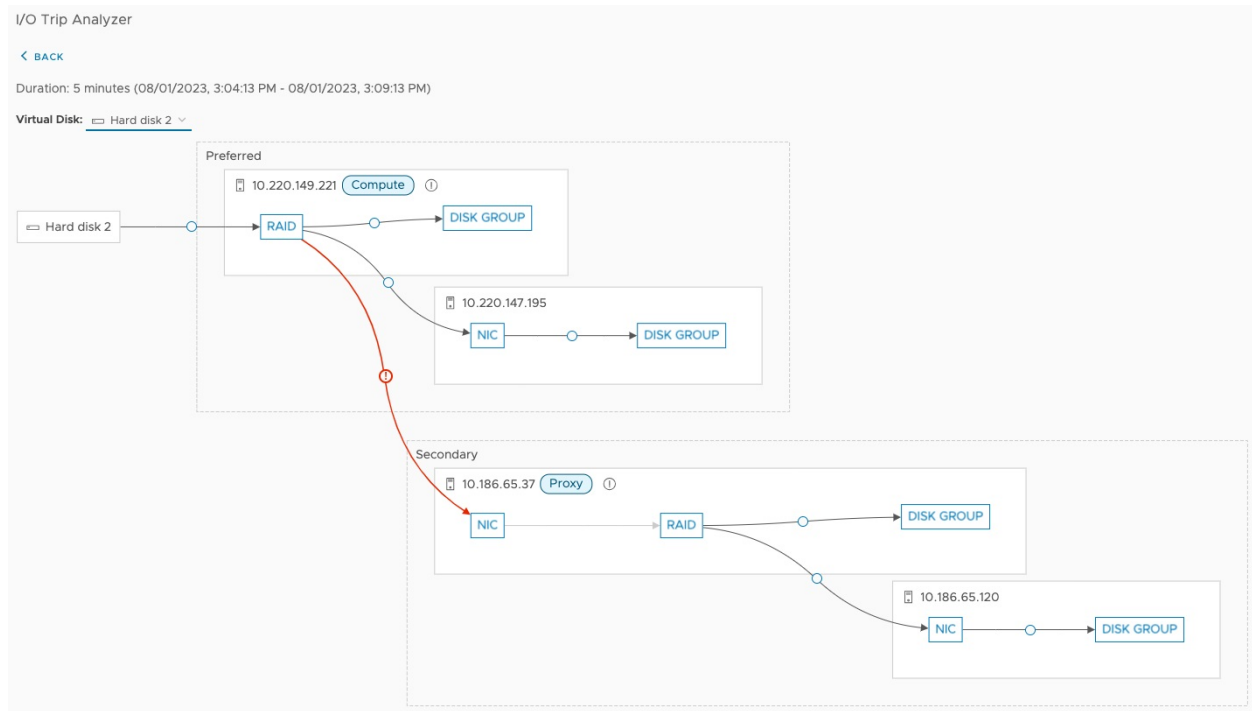 I/O Trip Analyzer
BACK
Duration: 5 minutes (08/01/2023, 3:04:13 PM - 08/01/2023, 3:09:13 PM)
Virtual Disk: Hard disk 2
Preferred
10.220.149.221 Compute
Hard disk 2
RAID
DISK GROUP
10.220.147.195
NIC
DISK GROUP
Secondary
10.186.65.37 Proxy
NIC
RAID
DISK GROUP
10.186.65.120
NIC
DISK GROUP